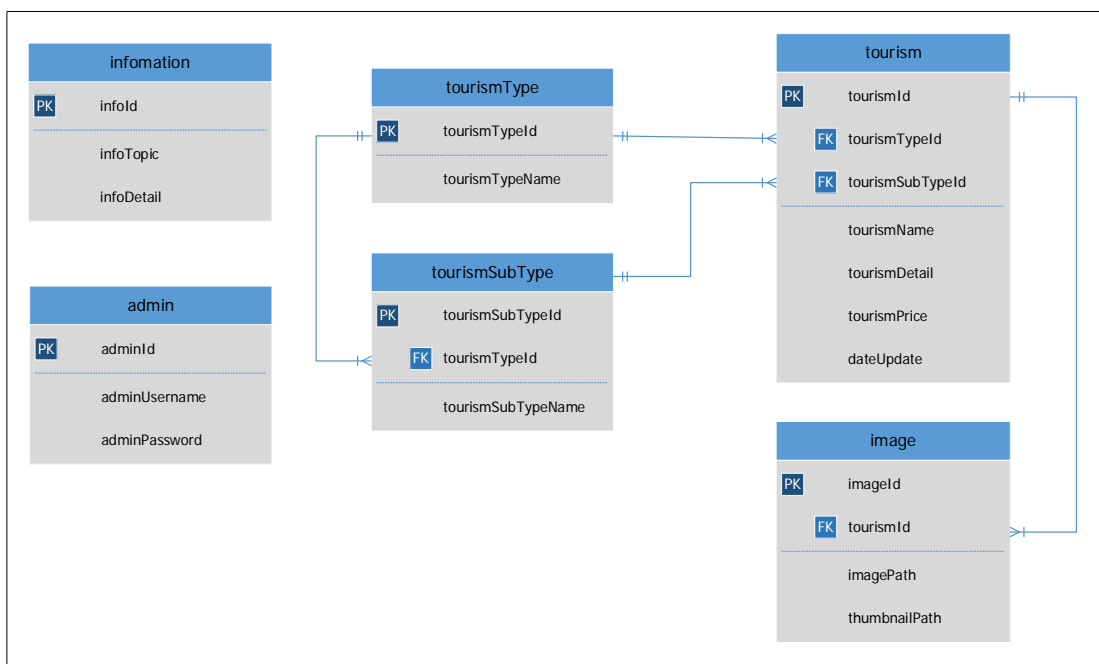 infomation
PK infoId
infoTopic
infoDetail
admin
PK adminId
adminUsername
adminPassword
tourismType
PK tourismTypeId
tourismTypeName
tourismSubType
PK tourismSubTypeId
FK tourismTypeId
tourismSubTypeName
tourism
PK tourismId
FK tourismTypeId
FK tourismSubTypeId
tourismName
tourismDetail
tourismPrice
dateUpdate
image
PK imageId
FK tourismId
imagePath
thumbnailPath